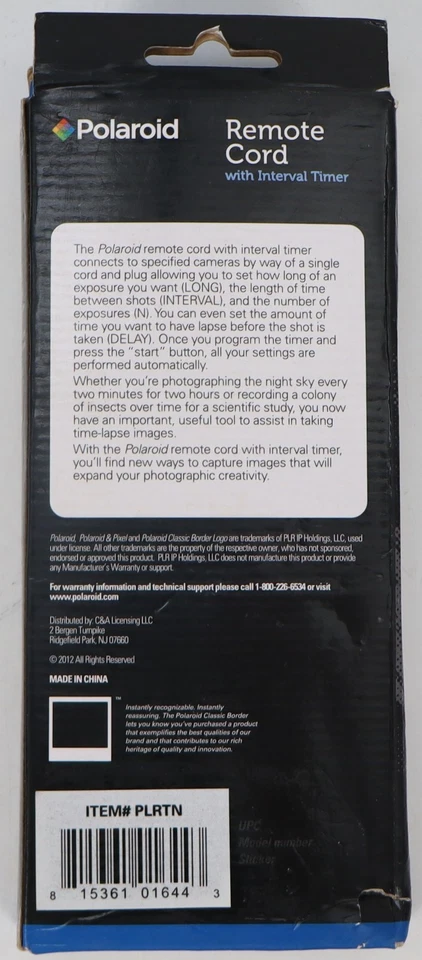 Polaroid
Remote
Cord
with Interval Timer
The Polaroid remote cord with interval timer
connects to specified cameras by way of a single
cord and plug allowing you to set how long of an
exposure you want (LONG), the length of time
between shots (INTERVAL), and the number of
exposures (N). You can even set the amount of
time you want to have lapse before the shot is
taken (DELAY). Once you program the timer and
press the “start” button, all your settings are
performed automatically.
Whether you’re photographing the night sky every
two minutes for two hours or recording a colony
of insects over time for a scientific study, you now
have an important, useful tool to assist in taking
time-lapse images.
With the Polaroid remote cord with interval timer,
you’ll find new ways to capture images that will
expand your photographic creativity.
Polaroid, Polaroid & Pixel and Polaroid Classic Border Logo are trademarks of PLR IP Holdings, LLC, used
under license. All other trademarks are the property of the respective owner, who has not sponsored,
endorsed or approved this product. PLR IP Holdings, LLC does not manufacture this product or provide
any Manufacturer's Warranty or support.
For warranty information and technical support please call 1-800-226-6534 or visit
www.polaroid.com
Distributed by: C&A Licensing LLC
2 Bergen Turnpike
Ridgefield Park, NJ 07660
© 2012 All Rights Reserved
MADE IN CHINA
™
Instantly recognizable. Instantly
reassuring. The Polaroid Classic Border
lets you know you've purchased a product
that exemplifies the best qualities of our
brand and that contributes to our rich
heritage of quality and innovation.
ITEM# PLRTN
8 15361 01644 3
UPC
Model number
Sticker